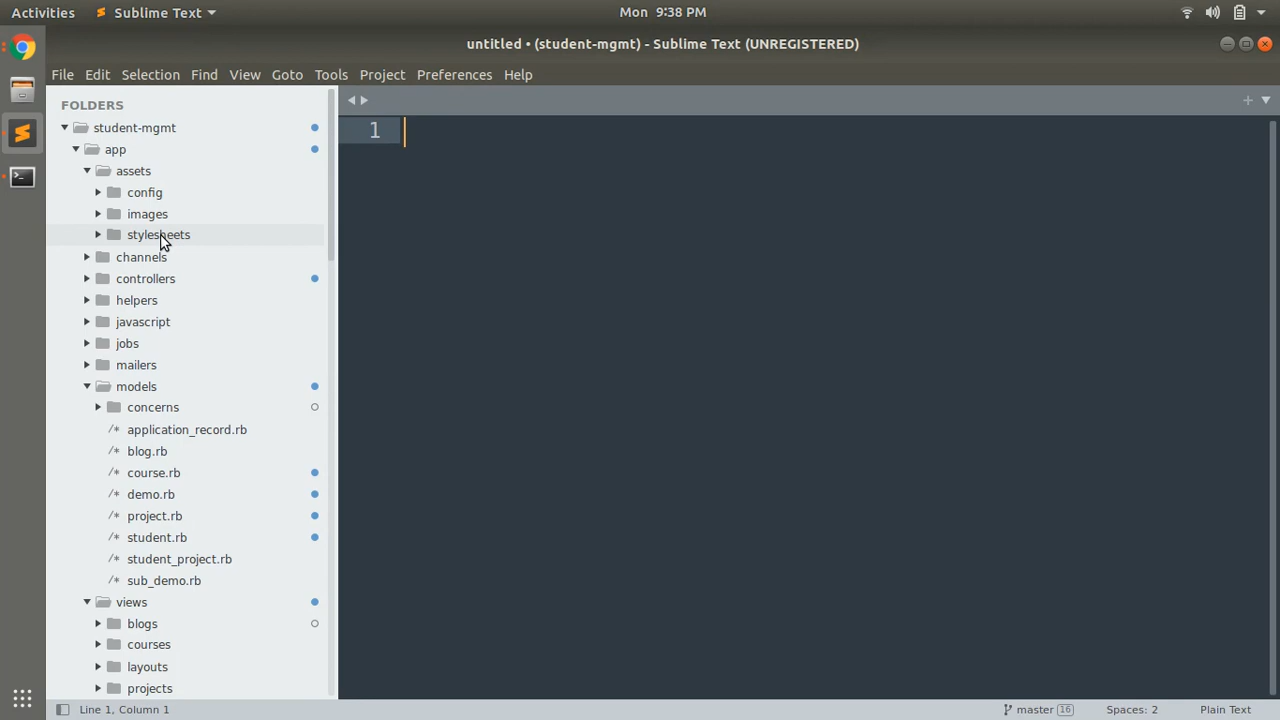 Activities Sublime Text Mon 9:38 PM
untitled • (student-mgmt) - Sublime Text (UNREGISTERED)
File Edit Selection Find View Goto Tools Project Preferences Help
FOLDERS
student-mgmt
app
assets
config
images
stylesheets
channels
controllers
helpers
javascript
jobs
mailers
models
concerns
/* application_record.rb
/* blog.rb
/* course.rb
/* demo.rb
/* project.rb
/* student.rb
/* student_project.rb
/* sub_demo.rb
views
blogs
courses
layouts
projects
1
Line 1, Column 1 master 16 Spaces: 2 Plain Text